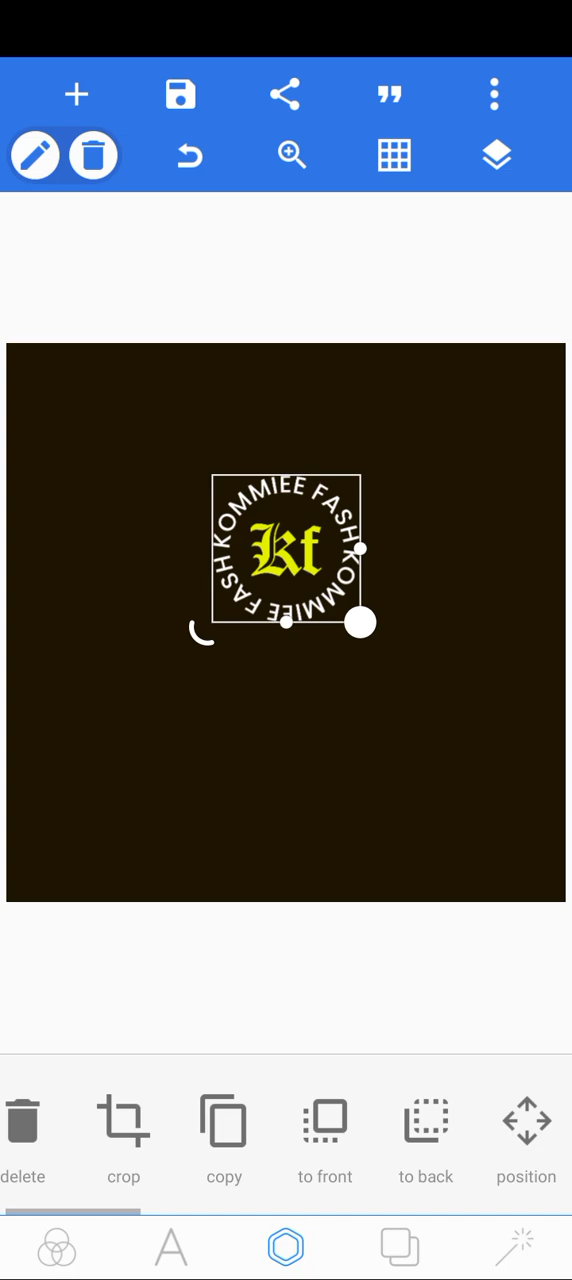 KOMMIEE FASH KOMMIEE FASH
kf
delete
crop
copy
to front
to back
position